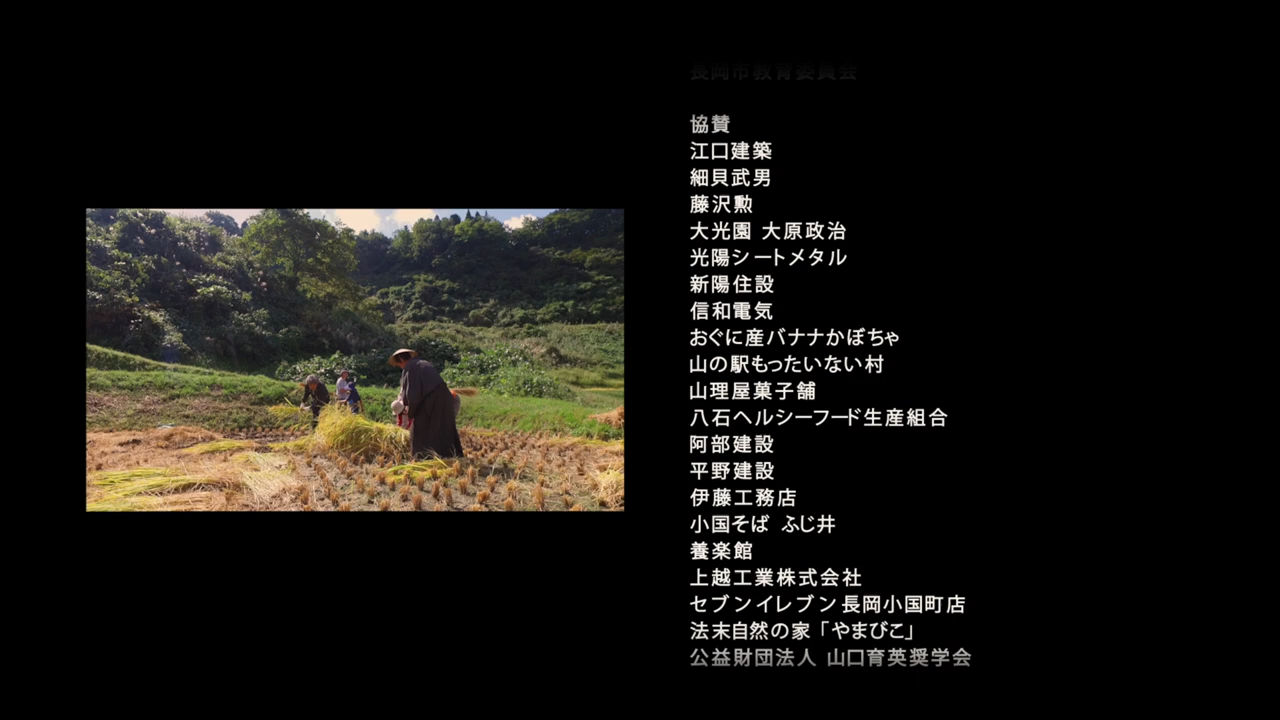 長岡市教育委員会
協賛
江口建築
細貝武男
藤沢勲
大光園 大原政治
光陽シートメタル
新陽住設
信和電気
おぐに産バナナかぼちゃ
山の駅もったいない村
山理屋菓子舗
八石ヘルシーフード生産組合
阿部建設
平野建設
伊藤工務店
小国そば ふじ井
養楽館
上越工業株式会社
セブンイレブン長岡小国町店
法末自然の家「やまびこ」
公益財団法人 山口育英奨学会